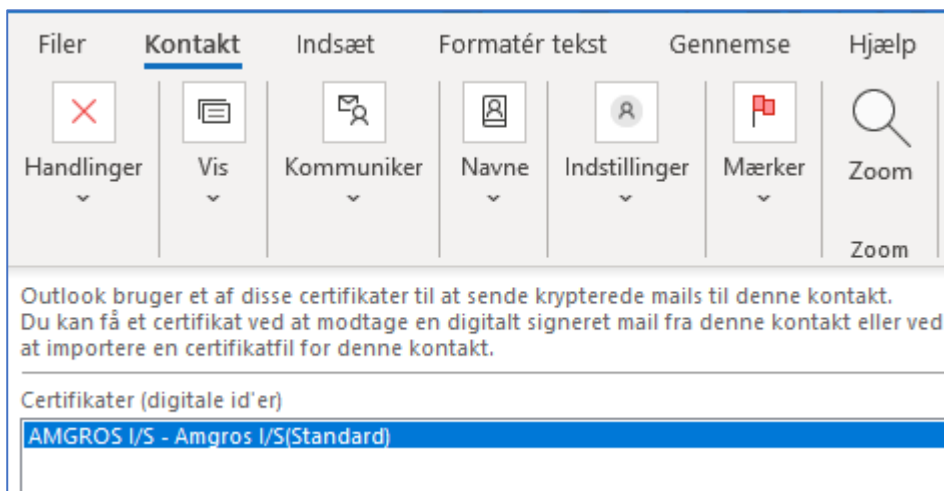 Filer Kontakt Indsæt Formatér tekst Gennemse Hjælp
Handlinger Vis Kommuniker Navne Indstillinger Mærker Zoom
Zoom
Outlook bruger et af disse certifikater til at sende krypterede mails til denne kontakt.
Du kan få et certifikat ved at modtage en digitalt signeret mail fra denne kontakt eller ved
at importere en certifikatfil for denne kontakt.
Certifikater (digitale id'er)
AMGROS I/S - Amgros I/S(Standard)